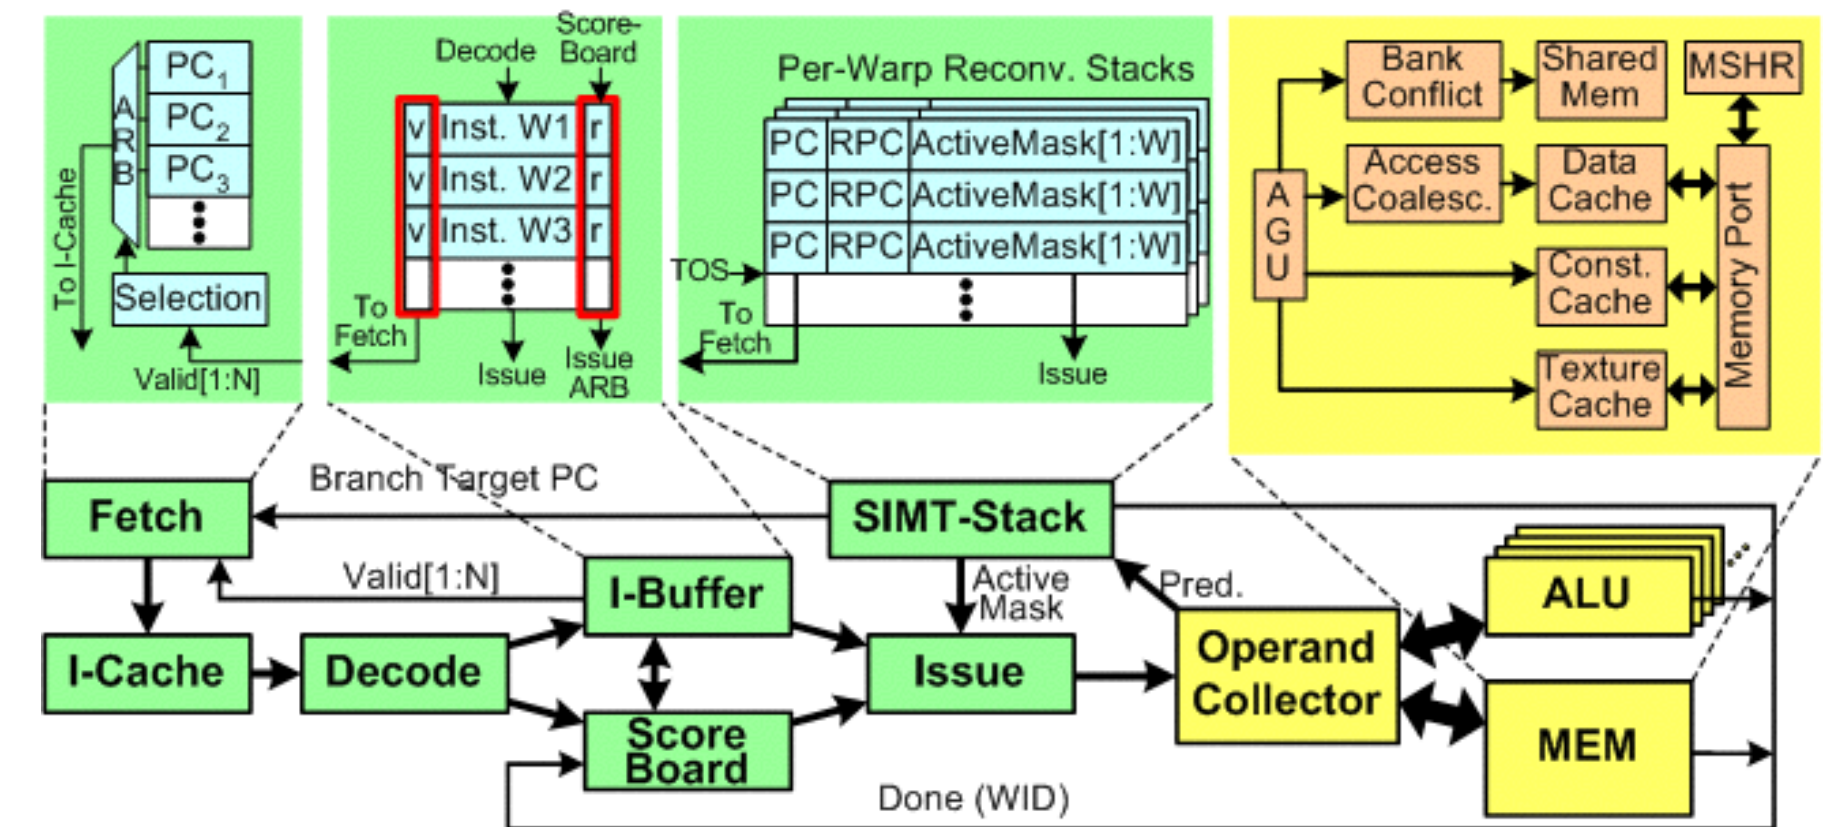 PC1
PC2
PC3
ARB
To I-Cache
Selection
Valid[1:N]
Decode
Score-
Board
v Inst. W1 r
v Inst. W2 r
v Inst. W3 r
To
Fetch
Issue
Issue
ARB
Per-Warp Reconv. Stacks
PC RPC ActiveMask[1:W]
PC RPC ActiveMask[1:W]
PC RPC ActiveMask[1:W]
TOS
To
Fetch
Issue
AGU
Bank
Conflict
Shared
Mem
MSHR
Access
Coalesc.
Data
Cache
Const.
Cache
Texture
Cache
Memory Port
Branch Target PC
Fetch
SIMT-Stack
Valid[1:N]
I-Buffer
Active
Mask
Pred.
ALU
I-Cache
Decode
Issue
Operand
Collector
Score
Board
MEM
Done (WID)